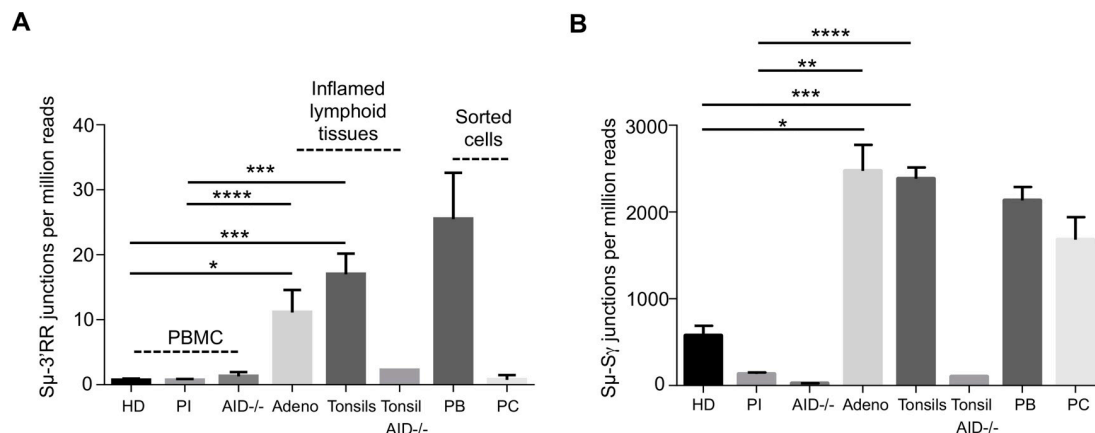 A
Sμ-3'RR junctions per million reads
40
30
20
10
0
Inflamed
lymphoid
tissues
Sorted
cells
***
****
***
*
PBMC
HD PI AID-/- Adeno Tonsils Tonsil PB PC
AID-/-
B
Sμ-Sγ junctions per million reads
3000
2000
1000
0
****
**
***
*
HD PI AID-/- Adeno Tonsils Tonsil PB PC
AID-/-